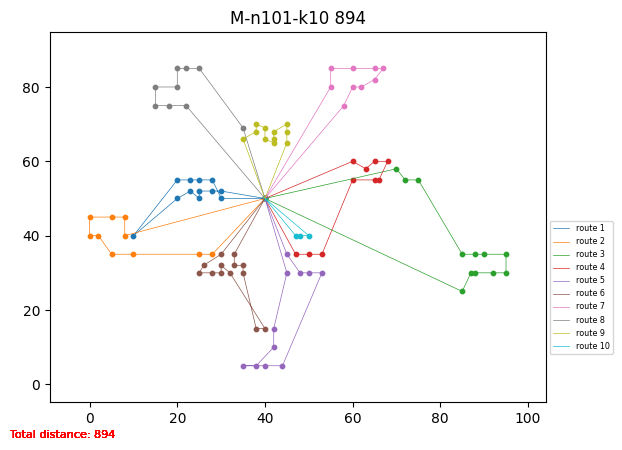 M-n101-k10 894
80
60
40
20
0
0 20 40 60 80 100
route 1
route 2
route 3
route 4
route 5
route 6
route 7
route 8
route 9
route 10
Total distance: 894